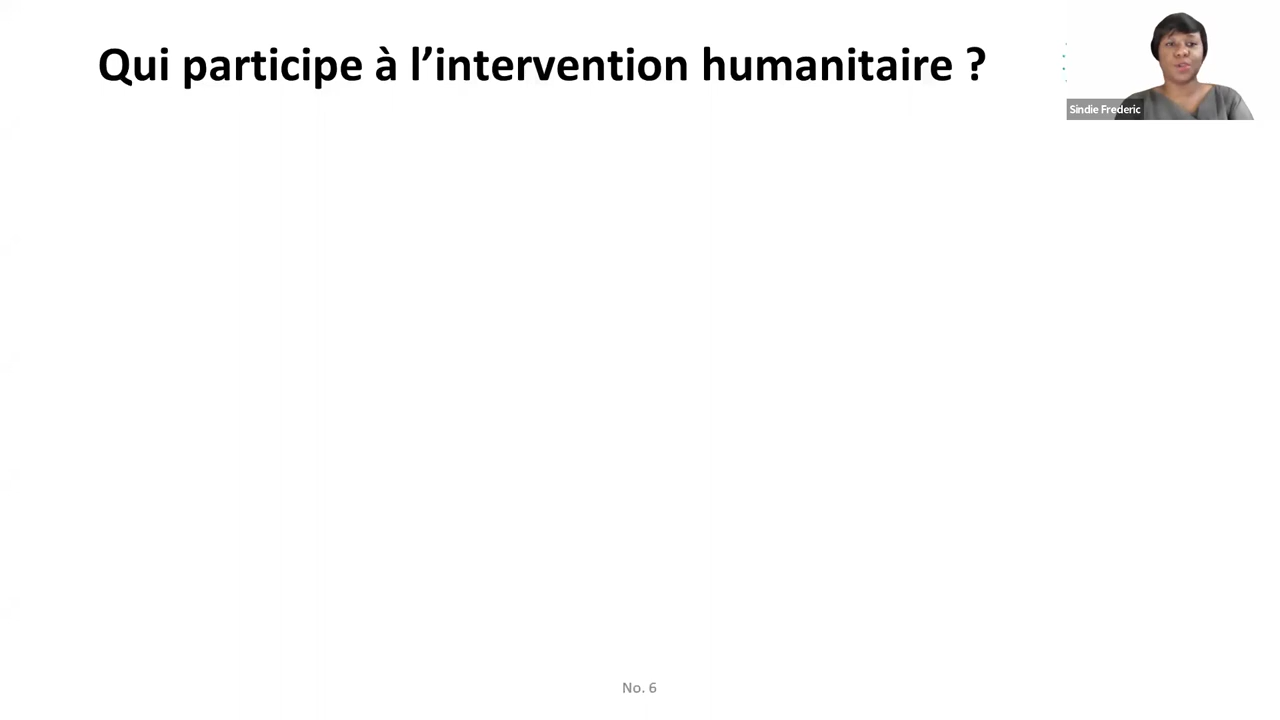 Qui participe à l’intervention humanitaire ?
Sindie Frederic
No. 6